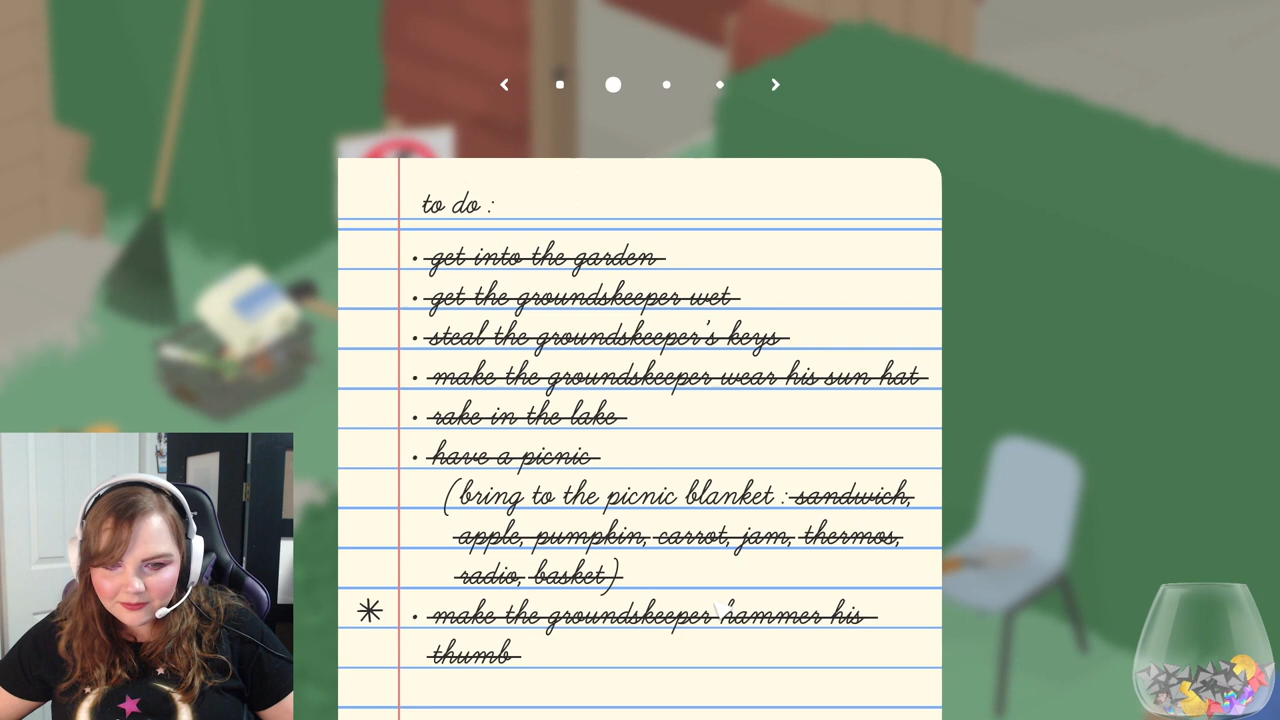 to do :
• get into the garden
• get the groundskeeper wet
• steal the groundskeeper's keys
• make the groundskeeper wear his sun hat
• rake in the lake
• have a picnic
(bring to the picnic blanket : sandwich,
apple, pumpkin, carrot, jam, thermos,
radio, basket)
• make the groundskeeper hammer his
thumb